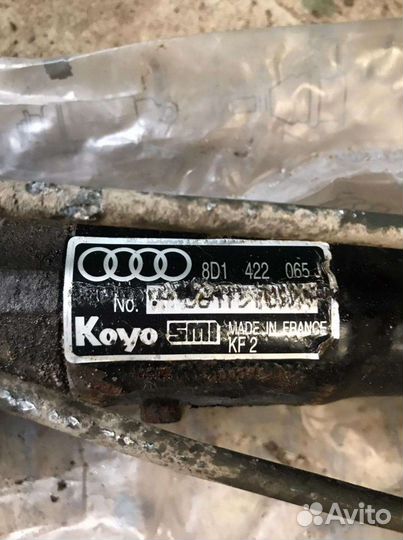 8D1 422 065
No.
Koyo SMI MADE IN FRANCE
KF2
Avito